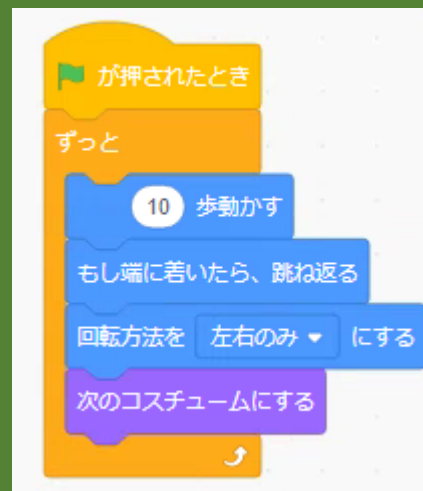 が押されたとき
ずっと
10 歩動かす
もし端に着いたら、跳ね返る
回転方法を 左右のみ にする
次のコスチュームにする